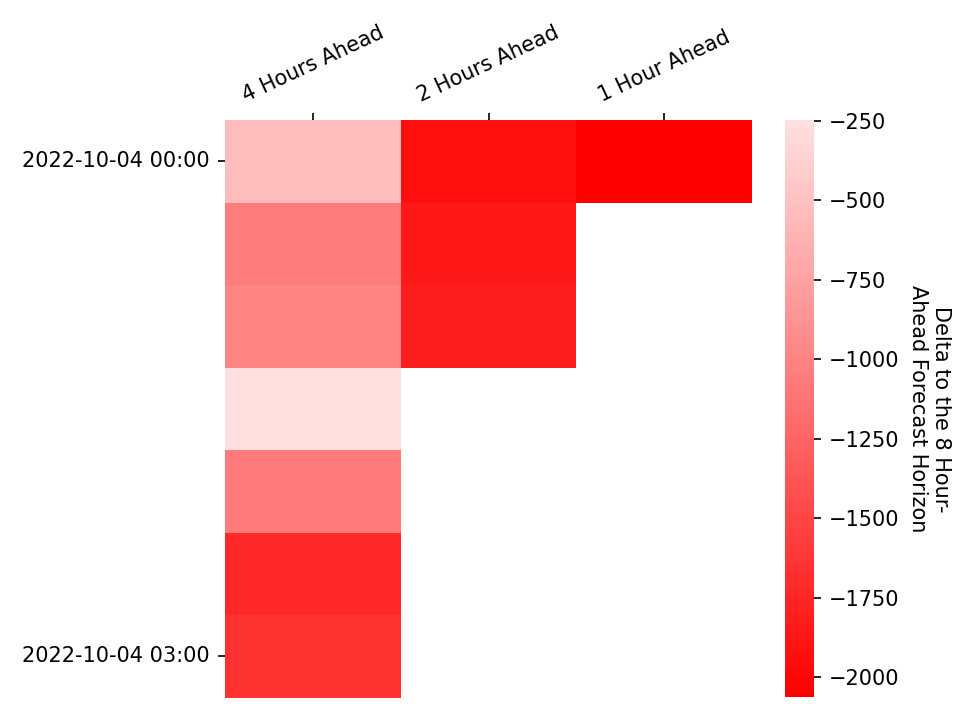 4 Hours Ahead
2 Hours Ahead
1 Hour Ahead
2022-10-04 00:00
2022-10-04 03:00
−250
−500
−750
−1000
−1250
−1500
−1750
−2000
Delta to the 8 Hour-
Ahead Forecast Horizon